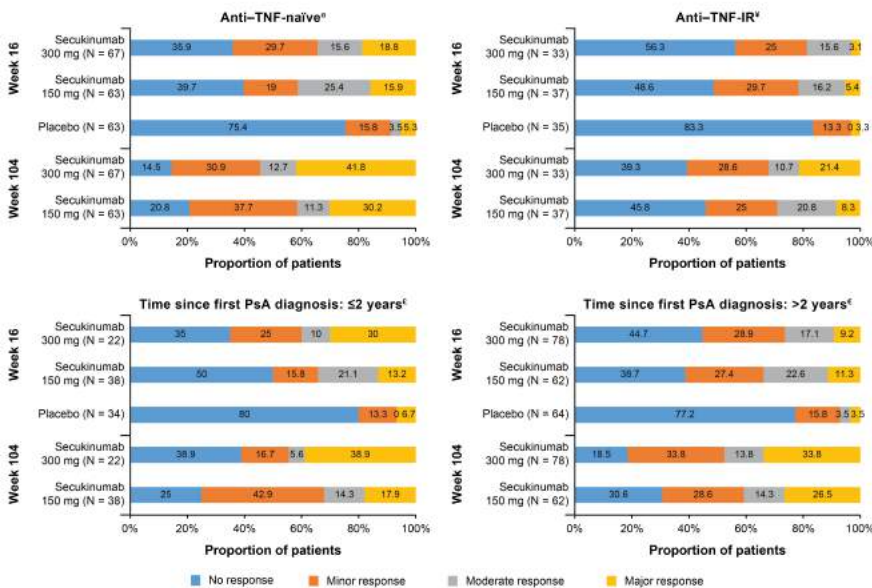 Anti–TNF-naïve°
Week 16
Secukinumab
300 mg (N = 67)
35.9 29.7 15.6 18.8
Secukinumab
150 mg (N = 63)
39.7 19 25.4 15.9
Placebo (N = 63)
75.4 15.8 3.5 5.3
Week 104
Secukinumab
300 mg (N = 67)
14.5 30.9 12.7 41.8
Secukinumab
150 mg (N = 63)
20.8 37.7 11.3 30.2
0% 20% 40% 60% 80% 100%
Proportion of patients
Anti–TNF-IR¥
Week 16
Secukinumab
300 mg (N = 33)
56.3 25 15.6 3.1
Secukinumab
150 mg (N = 37)
48.6 29.7 16.2 5.4
Placebo (N = 35)
83.3 13.3 0 3.3
Week 104
Secukinumab
300 mg (N = 33)
39.3 28.6 10.7 21.4
Secukinumab
150 mg (N = 37)
45.8 25 20.8 8.3
0% 20% 40% 60% 80% 100%
Proportion of patients
Time since first PsA diagnosis: ≤2 years€
Week 16
Secukinumab
300 mg (N = 22)
35 25 10 30
Secukinumab
150 mg (N = 38)
50 15.8 21.1 13.2
Placebo (N = 34)
80 13.3 0 6.7
Week 104
Secukinumab
300 mg (N = 22)
38.9 16.7 5.6 38.9
Secukinumab
150 mg (N = 38)
25 42.9 14.3 17.9
0% 20% 40% 60% 80% 100%
Proportion of patients
Time since first PsA diagnosis: >2 years€
Week 16
Secukinumab
300 mg (N = 78)
44.7 28.9 17.1 9.2
Secukinumab
150 mg (N = 62)
38.7 27.4 22.6 11.3
Placebo (N = 64)
77.2 15.8 3.5 3.5
Week 104
Secukinumab
300 mg (N = 78)
18.5 33.8 13.8 33.8
Secukinumab
150 mg (N = 62)
30.6 28.6 14.3 26.5
0% 20% 40% 60% 80% 100%
Proportion of patients
No response Minor response Moderate response Major response